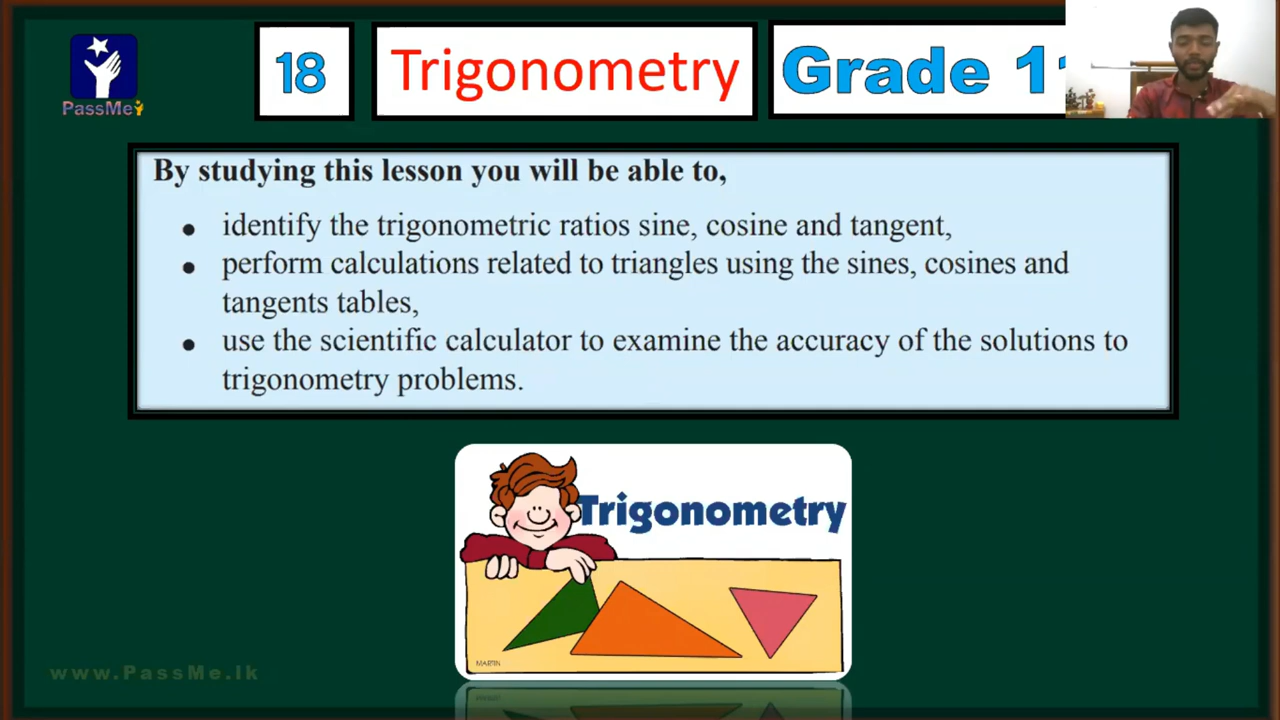 18
Trigonometry
Grade 11
PassMe
By studying this lesson you will be able to,
• identify the trigonometric ratios sine, cosine and tangent,
• perform calculations related to triangles using the sines, cosines and
tangents tables,
• use the scientific calculator to examine the accuracy of the solutions to
trigonometry problems.
Trigonometry
MARTIN
www.PassMe.lk